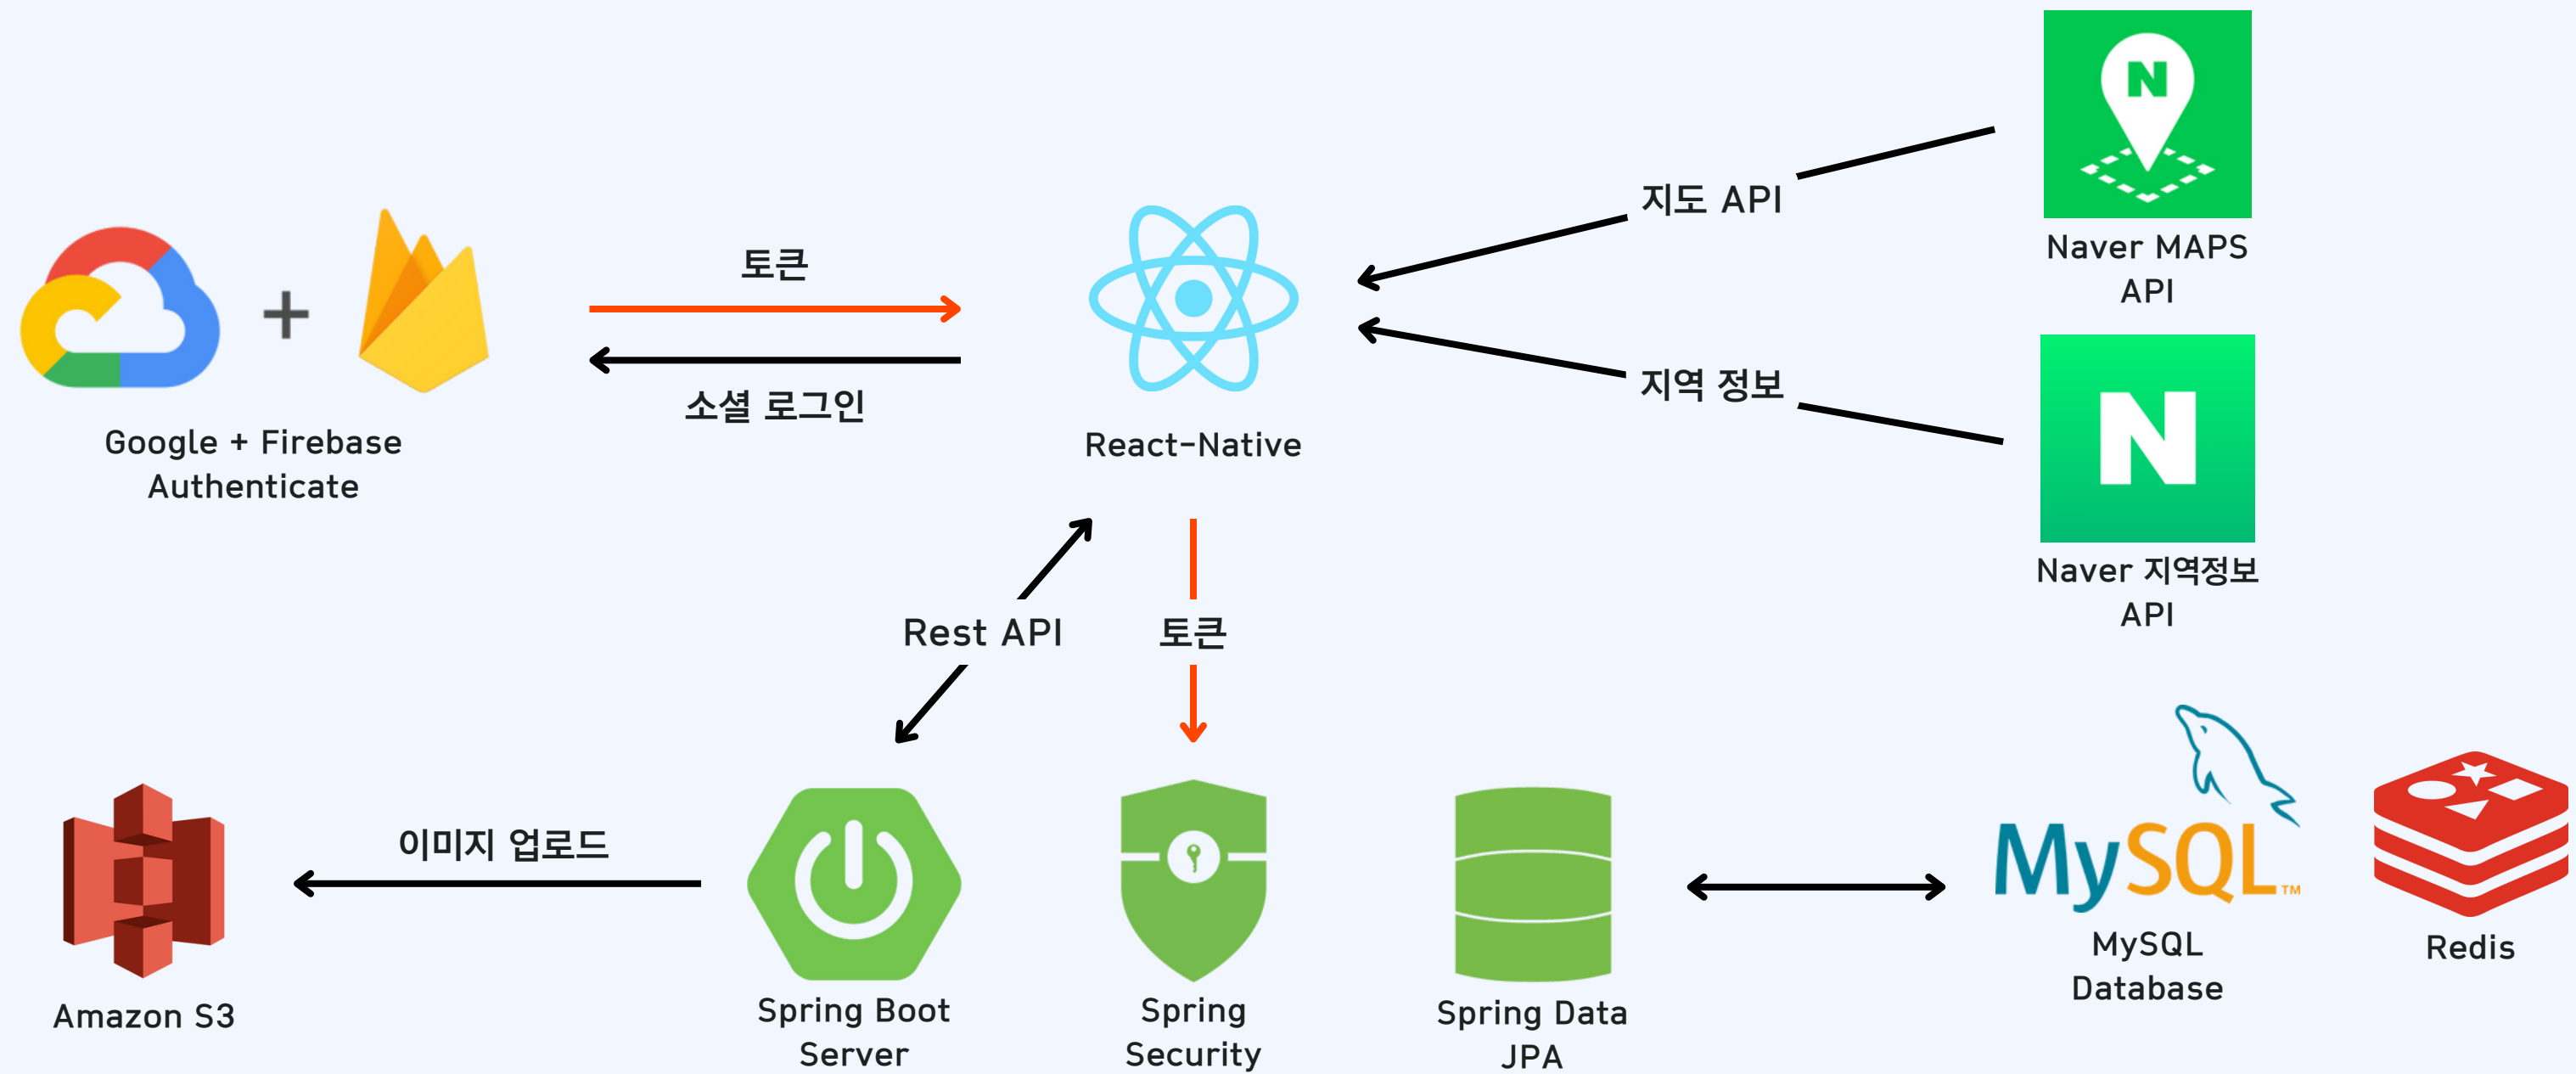 N
Naver MAPS
API
지도 API
토큰
소셜 로그인
Google + Firebase
Authenticate
React-Native
지역 정보
N
Naver 지역정보
API
Rest API
토큰
이미지 업로드
Amazon S3
Spring Boot
Server
Spring
Security
Spring Data
JPA
MySQL™
MySQL
Database
Redis